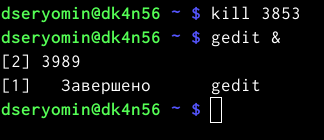 dseryomin@dk4n56 ~ $ kill 3853
dseryomin@dk4n56 ~ $ gedit &
[2] 3989
[1]   Завершено      gedit
dseryomin@dk4n56 ~ $